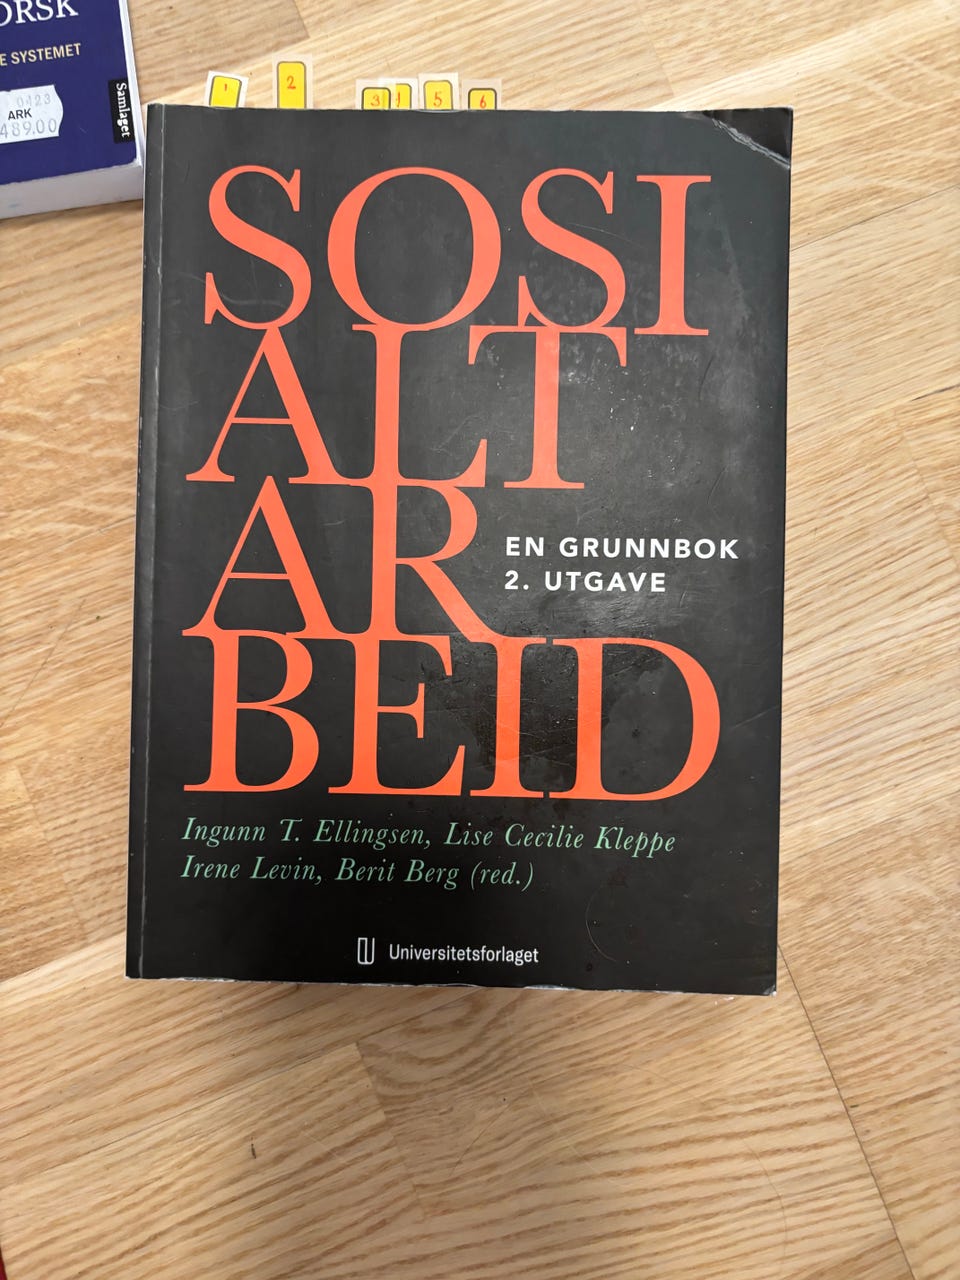 ORSK
E SYSTEMET
0423
ARK
489.00
Samlaget
1
2
3
5
6
SOSI
ALT
AR
BEID
EN GRUNNBOK
2. UTGAVE
Ingunn T. Ellingsen, Lise Cecilie Kleppe
Irene Levin, Berit Berg (red.)
Universitetsforlaget